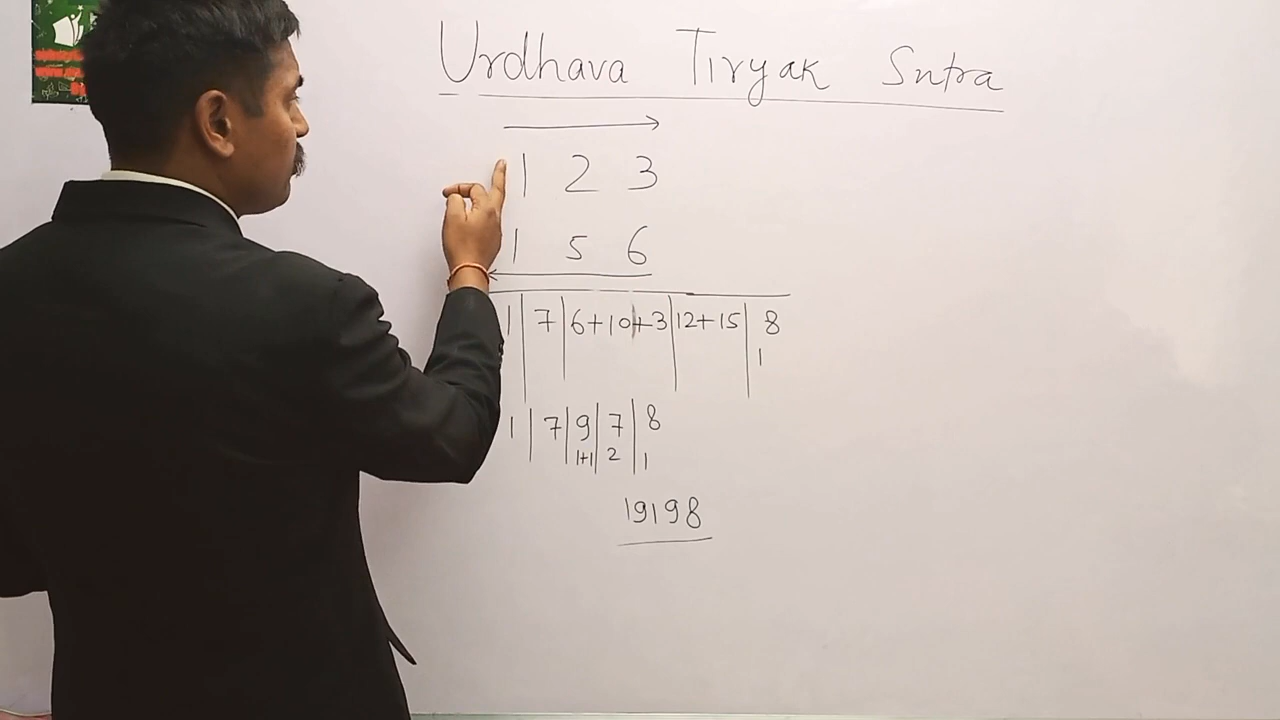 Urdhava Tiryak Sutra
1 2 3
1 5 6
1 | 7 | 6+10+3 | 12+15 | 8
1
1 | 7 | 9 | 7 | 8
1+1 2 1
19198